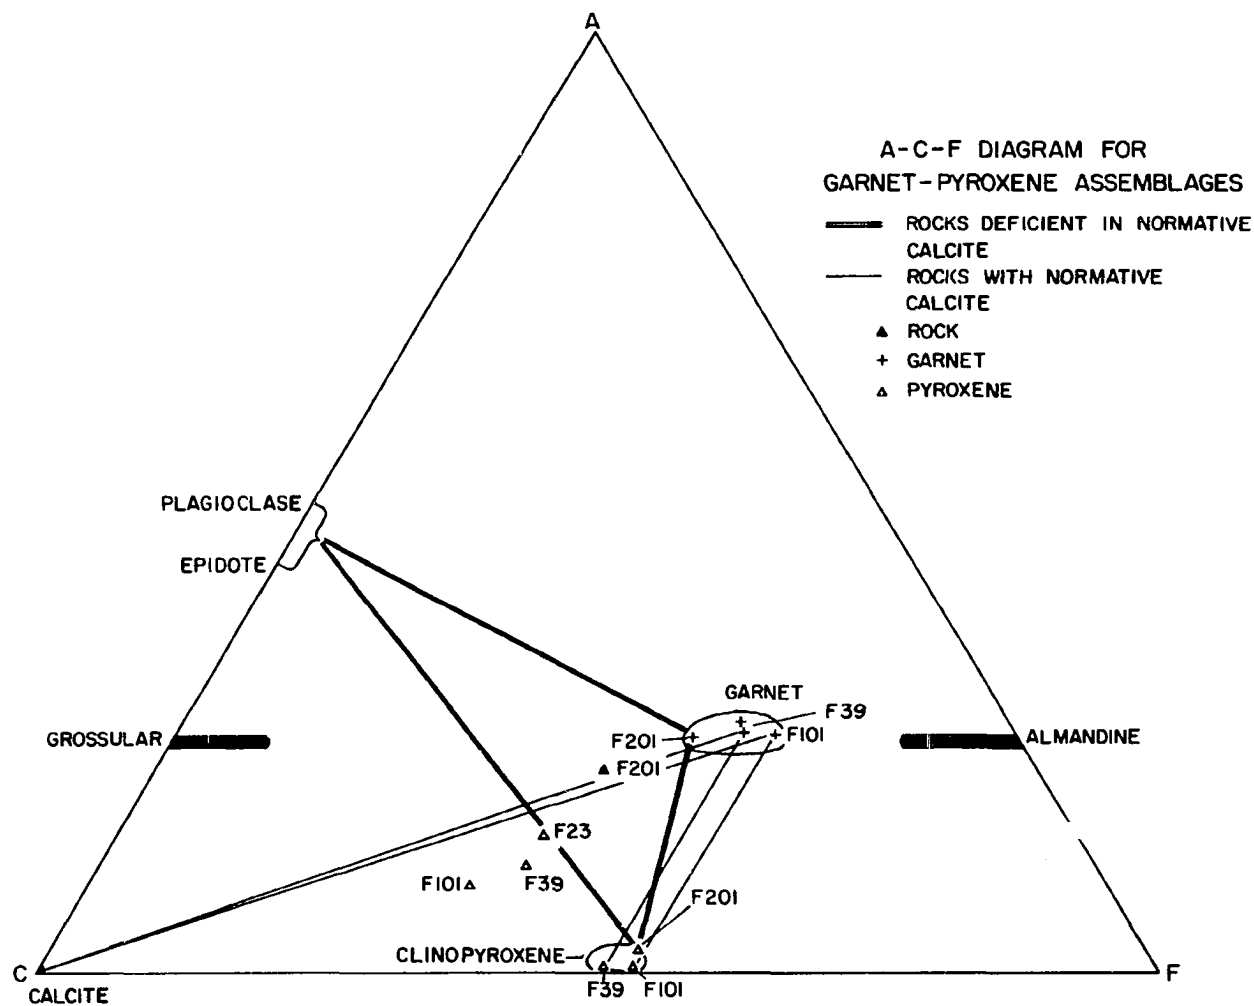 A
A-C-F DIAGRAM FOR
GARNET-PYROXENE ASSEMBLAGES
ROCKS DEFICIENT IN NORMATIVE
CALCITE
ROCKS WITH NORMATIVE
CALCITE
ROCK
GARNET
PYROXENE
PLAGIOCLASE
EPIDOTE
GARNET
F39
GROSSULAR
F201
F101
ALMANDINE
F201
F23
F101
F39
F201
CLINOPYROXENE
C
F
CALCITE
F39
F101